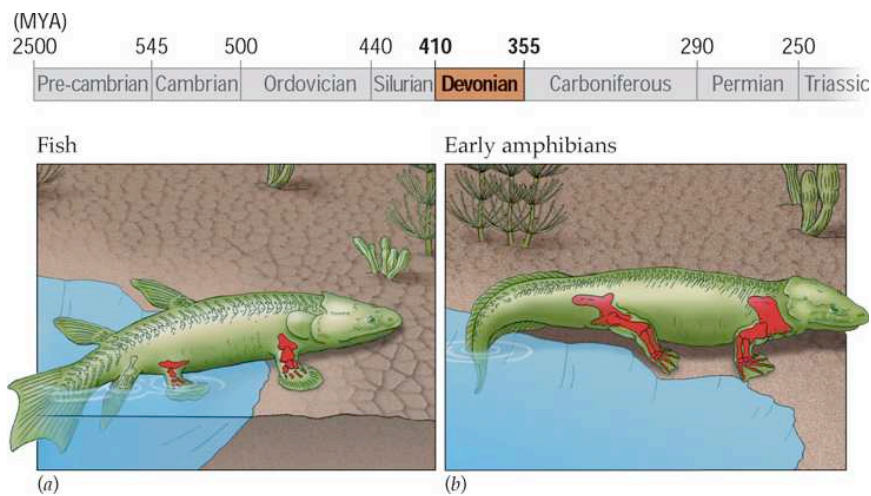 (MYA)
2500 545 500 440 410 355 290 250
Pre-cambrian Cambrian Ordovician Silurian Devonian Carboniferous Permian Triassic
Fish
Early amphibians
(a)
(b)